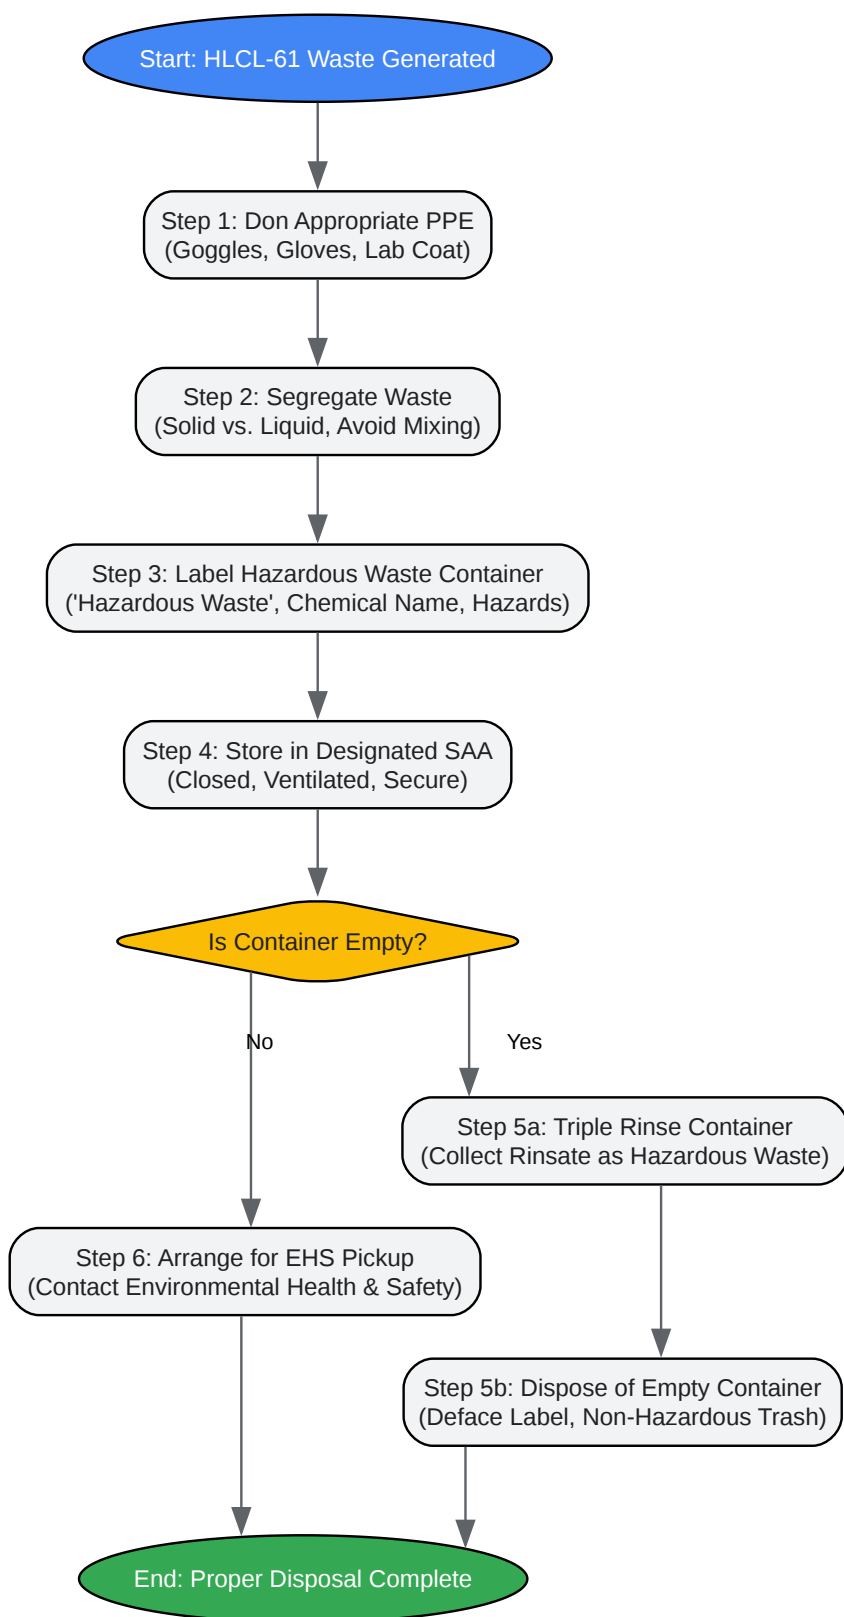 Start: HLCL-61 Waste Generated
Step 1: Don Appropriate PPE
(Goggles, Gloves, Lab Coat)
Step 2: Segregate Waste
(Solid vs. Liquid, Avoid Mixing)
Step 3: Label Hazardous Waste Container
('Hazardous Waste', Chemical Name, Hazards)
Step 4: Store in Designated SAA
(Closed, Ventilated, Secure)
Is Container Empty?
No
Yes
Step 5a: Triple Rinse Container
(Collect Rinsate as Hazardous Waste)
Step 6: Arrange for EHS Pickup
(Contact Environmental Health & Safety)
Step 5b: Dispose of Empty Container
(Deface Label, Non-Hazardous Trash)
End: Proper Disposal Complete